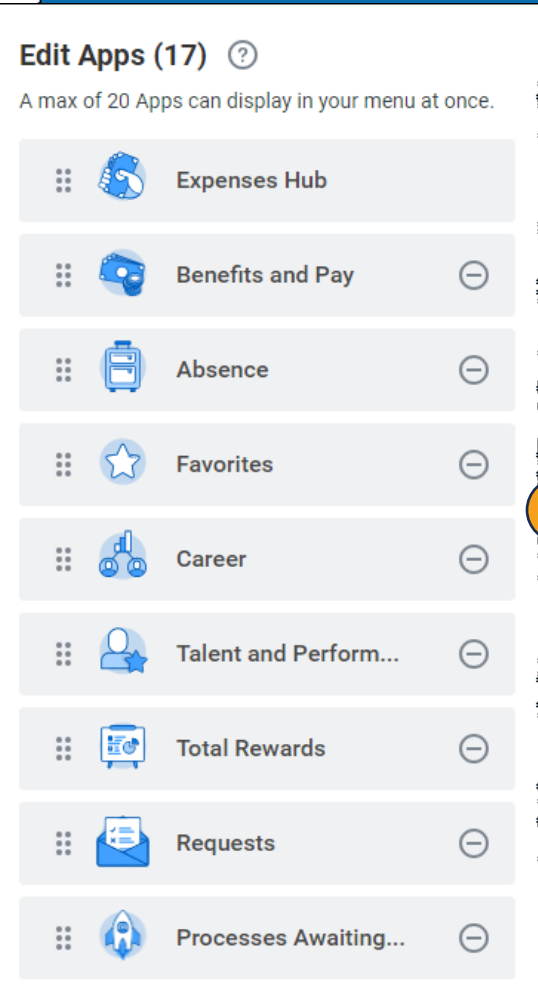 Edit Apps (17) ?
A max of 20 Apps can display in your menu at once.
Expenses Hub
Benefits and Pay
Absence
Favorites
Career
Talent and Perform...
Total Rewards
Requests
Processes Awaiting...